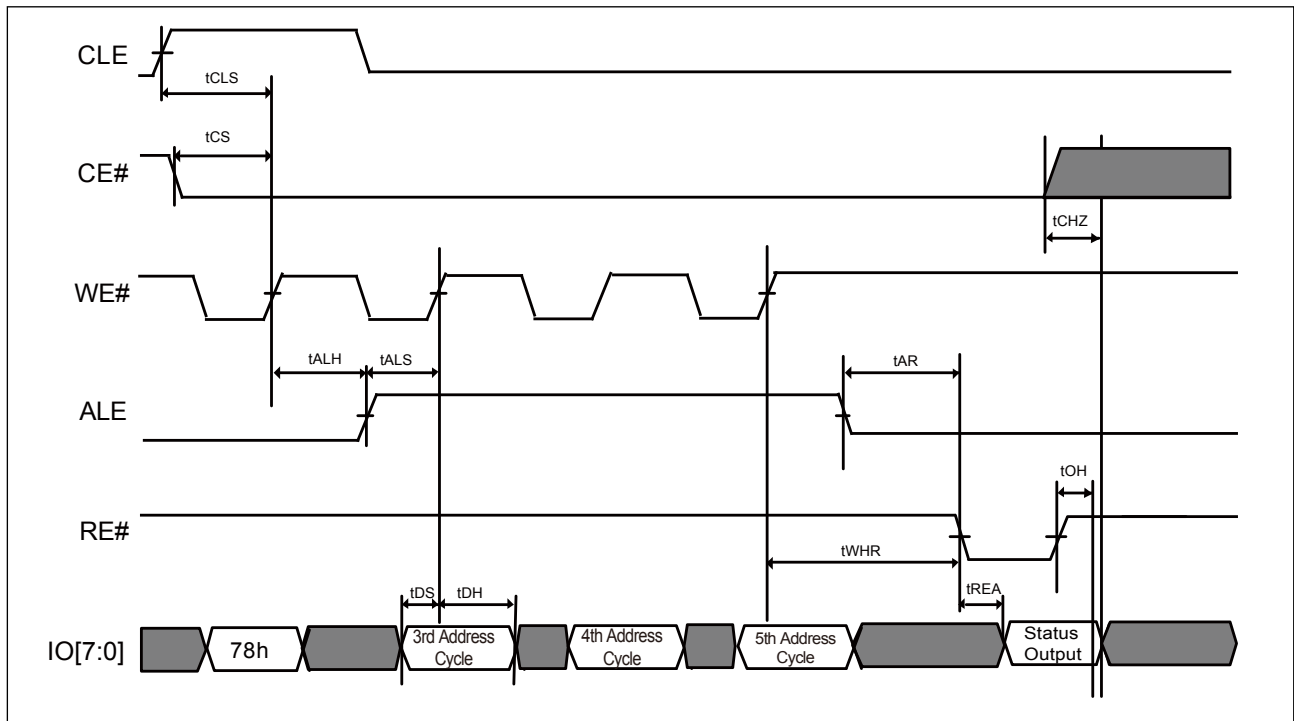 CLE
tCLS
tCS
CE#
tCHZ
WE#
tALH
tALS
tAR
ALE
tOH
RE#
tWHR
tDS
tDH
tREA
IO[7:0]
78h
3rd Address
Cycle
4th Address
Cycle
5th Address
Cycle
Status
Output